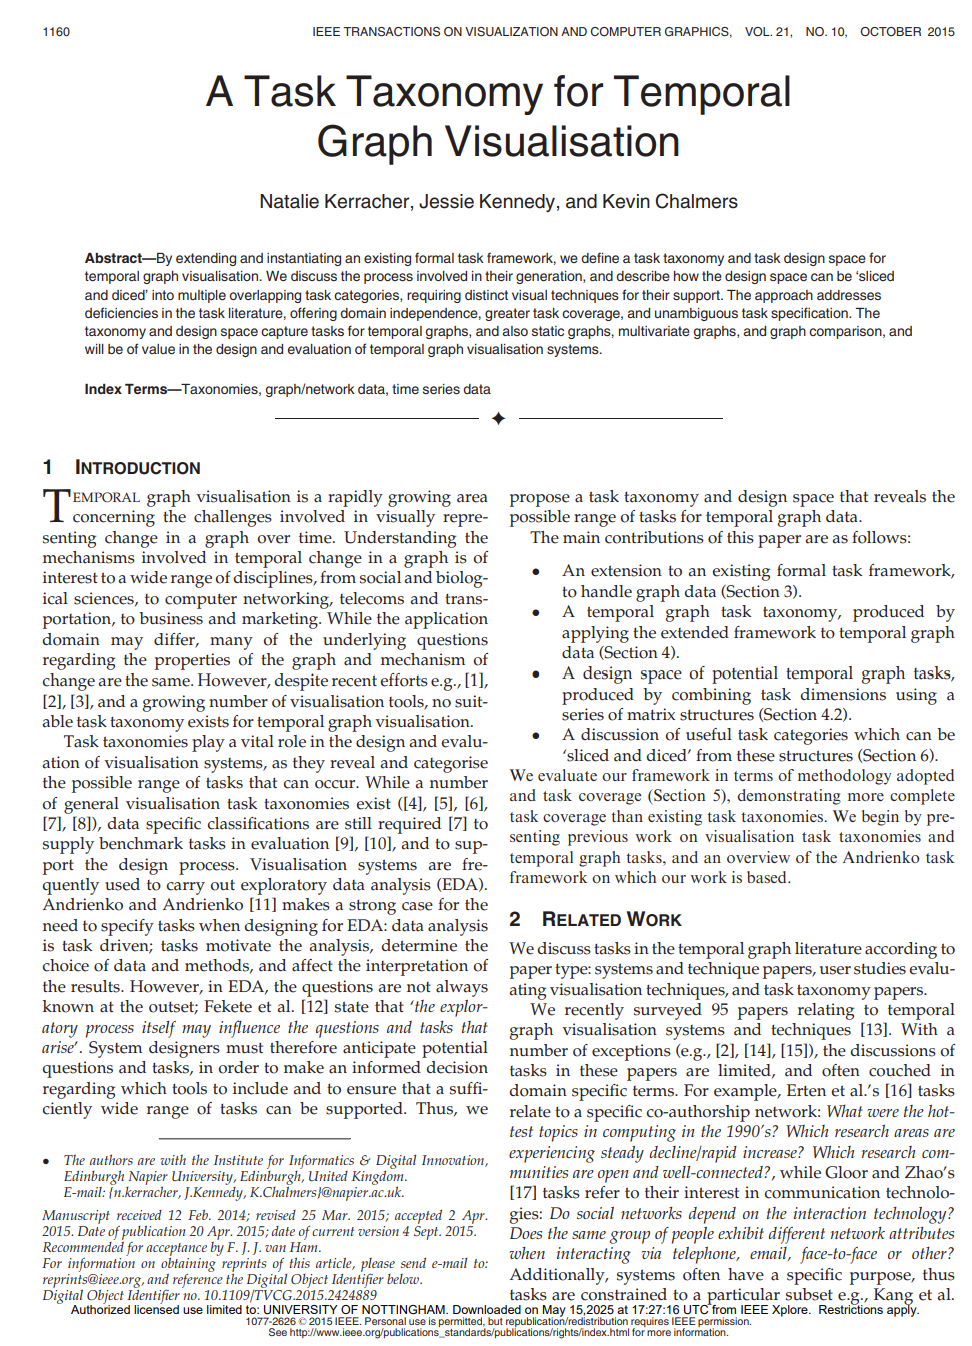 1160
IEEE TRANSACTIONS ON VISUALIZATION AND COMPUTER GRAPHICS, VOL. 21, NO. 10, OCTOBER 2015
A Task Taxonomy for Temporal
Graph Visualisation
Natalie Kerracher, Jessie Kennedy, and Kevin Chalmers
Abstract—By extending and instantiating an existing formal task framework, we define a task taxonomy and task design space for
temporal graph visualisation. We discuss the process involved in their generation, and describe how the design space can be ‘sliced
and diced’ into multiple overlapping task categories, requiring distinct visual techniques for their support. The approach addresses
deficiencies in the task literature, offering domain independence, greater task coverage, and unambiguous task specification. The
taxonomy and design space capture tasks for temporal graphs, and also static graphs, multivariate graphs, and graph comparison, and
will be of value in the design and evaluation of temporal graph visualisation systems.
Index Terms—Taxonomies, graph/network data, time series data
1 INTRODUCTION
TEMPORAL graph visualisation is a rapidly growing area
concerning the challenges involved in visually repre-
senting change in a graph over time. Understanding the
mechanisms involved in temporal change in a graph is of
interest to a wide range of disciplines, from social and biolog-
ical sciences, to computer networking, telecoms and trans-
portation, to business and marketing. While the application
domain may differ, many of the underlying questions
regarding the properties of the graph and mechanism of
change are the same. However, despite recent efforts e.g., [1],
[2], [3], and a growing number of visualisation tools, no suit-
able task taxonomy exists for temporal graph visualisation.
Task taxonomies play a vital role in the design and evalu-
ation of visualisation systems, as they reveal and categorise
the possible range of tasks that can occur. While a number
of general visualisation task taxonomies exist ([4], [5], [6],
[7], [8]), data specific classifications are still required [7] to
supply benchmark tasks in evaluation [9], [10], and to sup-
port the design process. Visualisation systems are fre-
quently used to carry out exploratory data analysis (EDA).
Andrienko and Andrienko [11] makes a strong case for the
need to specify tasks when designing for EDA: data analysis
is task driven; tasks motivate the analysis, determine the
choice of data and methods, and affect the interpretation of
the results. However, in EDA, the questions are not always
known at the outset; Fekete et al. [12] state that ‘the explor-
atory process itself may influence the questions and tasks that
arise’. System designers must therefore anticipate potential
questions and tasks, in order to make an informed decision
regarding which tools to include and to ensure that a suffi-
ciently wide range of tasks can be supported. Thus, we
• The authors are with the Institute for Informatics & Digital Innovation,
Edinburgh Napier University, Edinburgh, United Kingdom.
E-mail: {n.kerracher, J.Kennedy, K.Chalmers}@napier.ac.uk.
Manuscript received 12 Feb. 2014; revised 25 Mar. 2015; accepted 2 Apr.
2015. Date of publication 20 Apr. 2015; date of current version 4 Sept. 2015.
Recommended for acceptance by F. J. J. van Ham.
For information on obtaining reprints of this article, please send e-mail to:
reprints@ieee.org, and reference the Digital Object Identifier below.
Digital Object Identifier no. 10.1109/TVCG.2015.2424889
propose a task taxonomy and design space that reveals the
possible range of tasks for temporal graph data.
The main contributions of this paper are as follows:
• An extension to an existing formal task framework,
to handle graph data (Section 3).
• A temporal graph task taxonomy, produced by
applying the extended framework to temporal graph
data (Section 4).
• A design space of potential temporal graph tasks,
produced by combining task dimensions using a
series of matrix structures (Section 4.2).
• A discussion of useful task categories which can be
‘sliced and diced’ from these structures (Section 6).
We evaluate our framework in terms of methodology adopted
and task coverage (Section 5), demonstrating more complete
task coverage than existing task taxonomies. We begin by pre-
senting previous work on visualisation task taxonomies and
temporal graph tasks, and an overview of the Andrienko task
framework on which our work is based.
2 RELATED WORK
We discuss tasks in the temporal graph literature according to
paper type: systems and technique papers, user studies evalu-
ating visualisation techniques, and task taxonomy papers.
We recently surveyed 95 papers relating to temporal
graph visualisation systems and techniques [13]. With a
number of exceptions (e.g., [2], [14], [15]), the discussions of
tasks in these papers are limited, and often couched in
domain specific terms. For example, Erten et al.’s [16] tasks
relate to a specific co-authorship network: What were the hot-
test topics in computing in the 1990’s? Which research areas are
experiencing steady decline/rapid increase? Which research com-
munities are open and well-connected?, while Gloor and Zhao’s
[17] tasks refer to their interest in communication technolo-
gies: Do social networks depend on the interaction technology?
Does the same group of people exhibit different network attributes
when interacting via telephone, email, face-to-face or other?
Additionally, systems often have a specific purpose, thus
tasks are constrained to a particular subset e.g., Kang et al.
Authorized licensed use limited to: UNIVERSITY OF NOTTINGHAM. Downloaded on May 15,2025 at 17:27:16 UTC from IEEE Xplore. Restrictions apply.
1077-2626 © 2015 IEEE. Personal use is permitted, but republication/redistribution requires IEEE permission.
See http://www.ieee.org/publications_standards/publications/rights/index.html for more information.